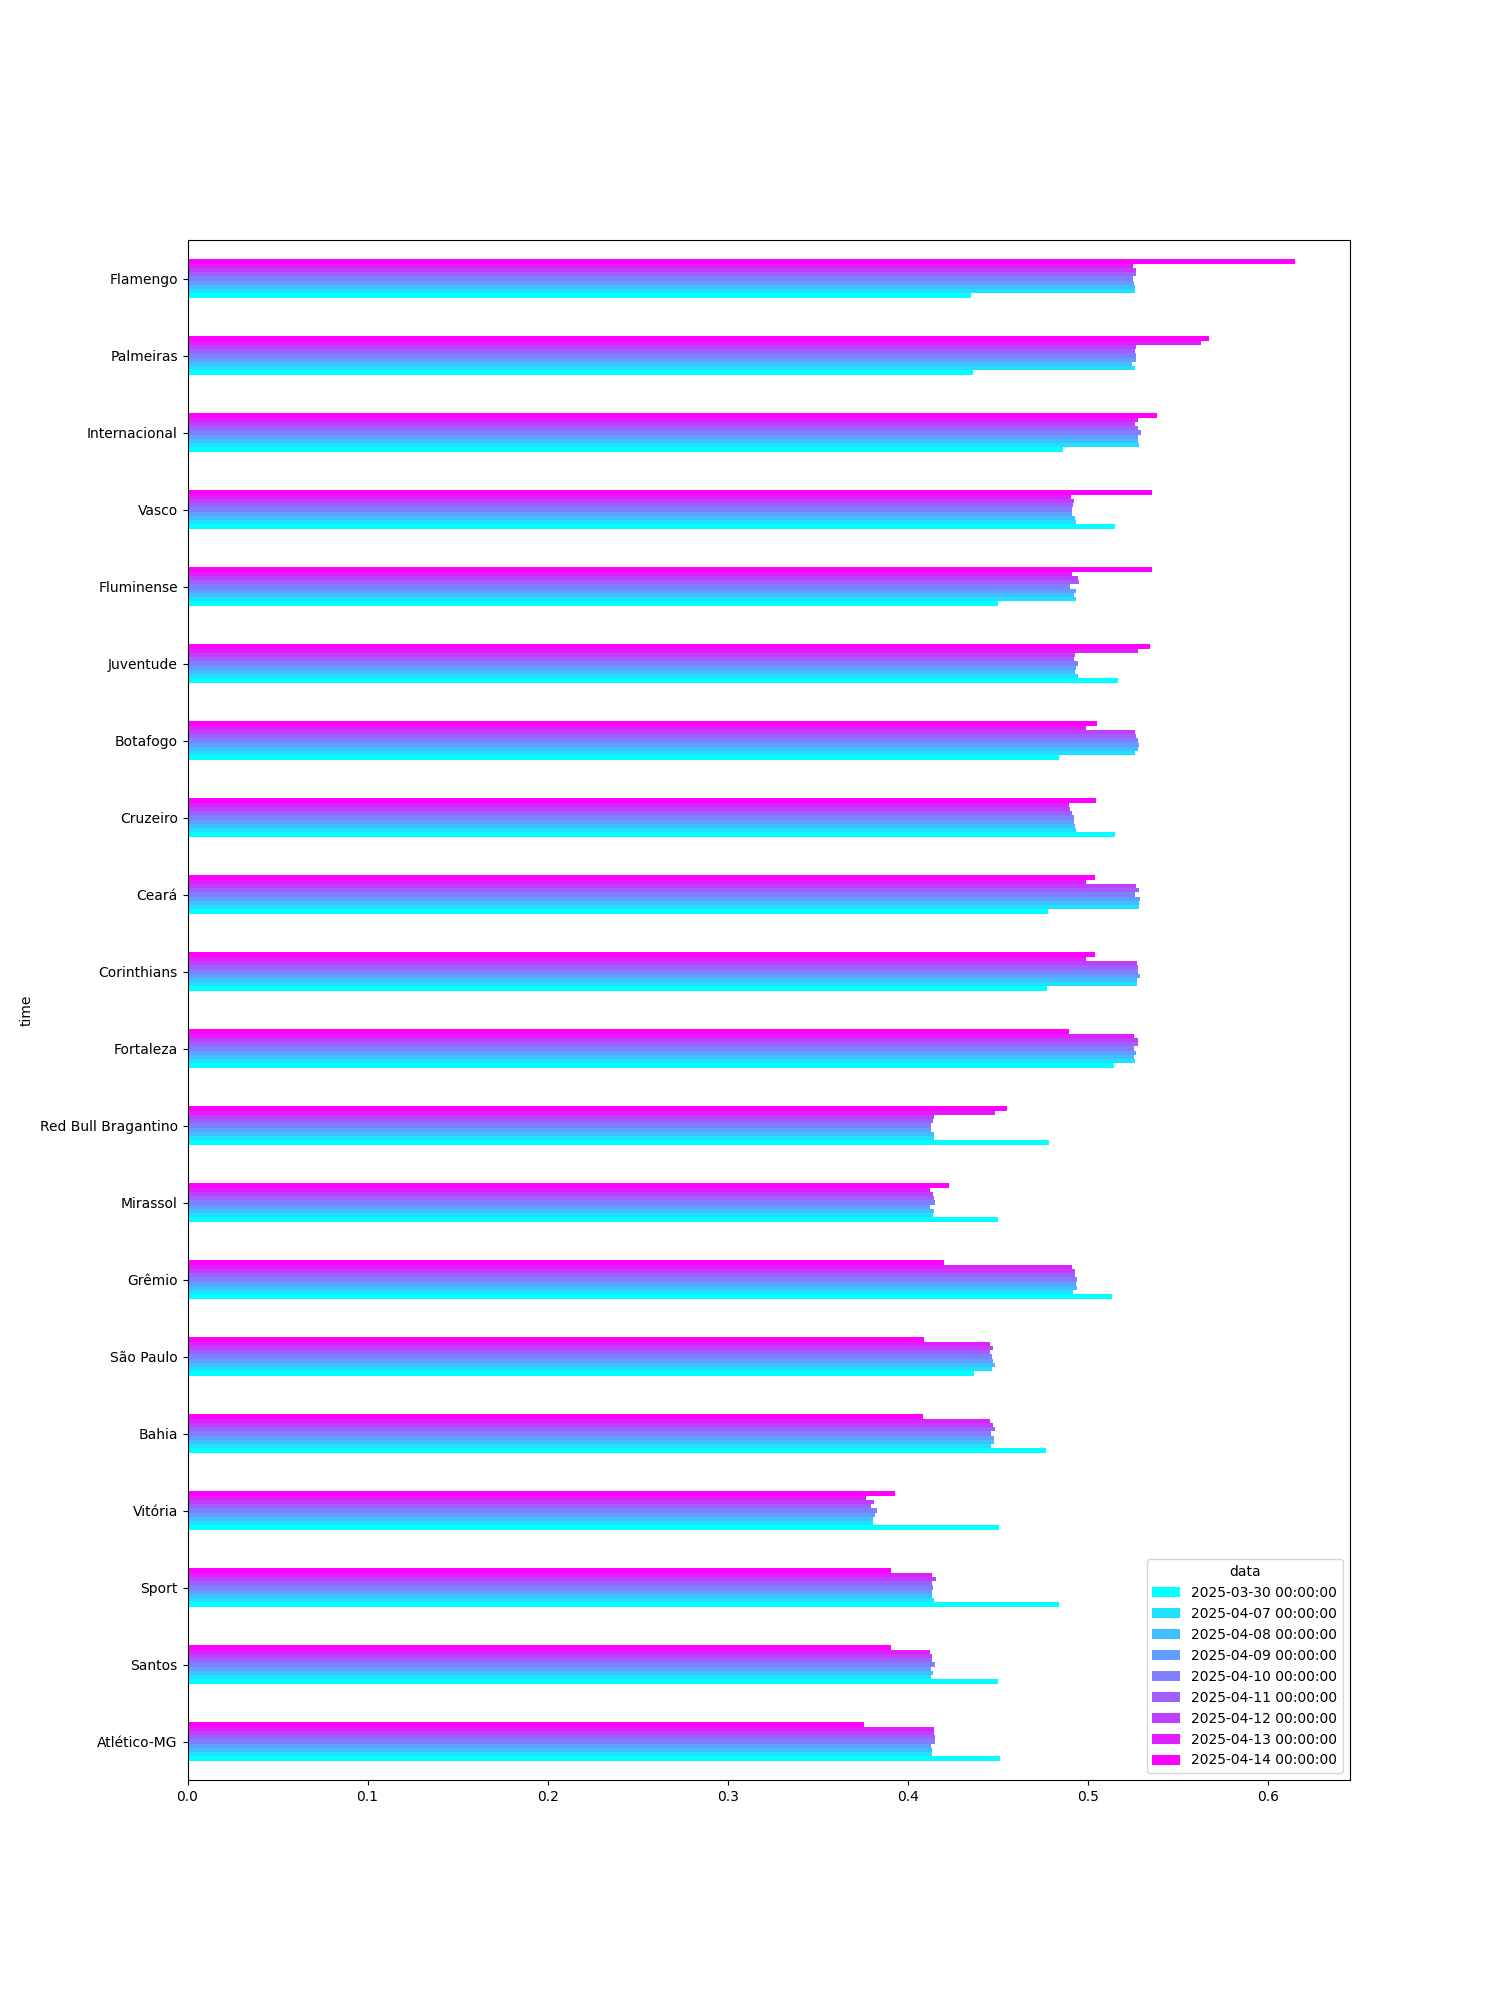 Flamengo
Palmeiras
Internacional
Vasco
Fluminense
Juventude
Botafogo
Cruzeiro
Ceará
Corinthians
time
Fortaleza
Red Bull Bragantino
Mirassol
Grêmio
São Paulo
Bahia
Vitória
Sport
Santos
Atlético-MG
data
2025-03-30 00:00:00
2025-04-07 00:00:00
2025-04-08 00:00:00
2025-04-09 00:00:00
2025-04-10 00:00:00
2025-04-11 00:00:00
2025-04-12 00:00:00
2025-04-13 00:00:00
2025-04-14 00:00:00
0.0 0.1 0.2 0.3 0.4 0.5 0.6